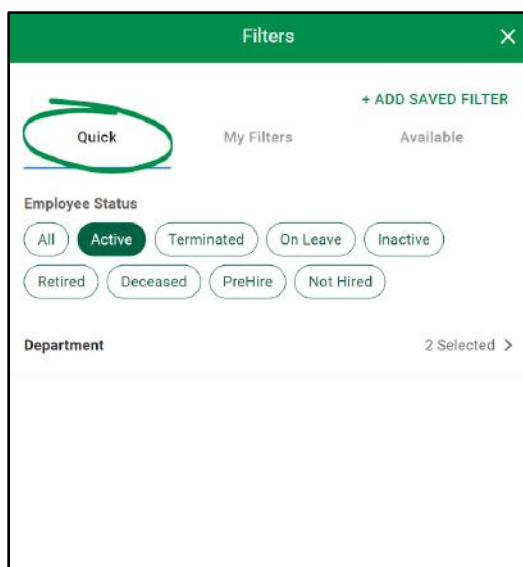 Filters
+ ADD SAVED FILTER
Quick My Filters Available
Employee Status
All Active Terminated On Leave Inactive
Retired Deceased PreHire Not Hired
Department 2 Selected